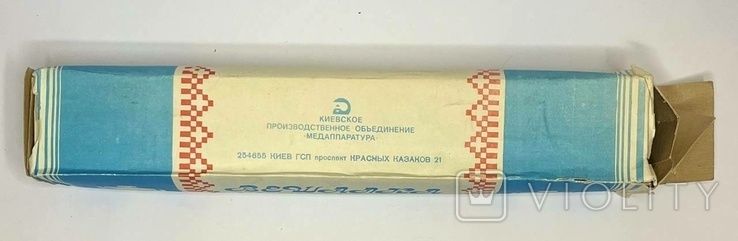 КИЕВСКОЕ
ПРОИЗВОДСТВЕННОЕ ОБЪЕДИНЕНИЕ
"МЕДАППАРАТУРА"
254655 КИЕВ ГСП проспект КРАСНЫХ КАЗАКОВ 21
VIOLITY